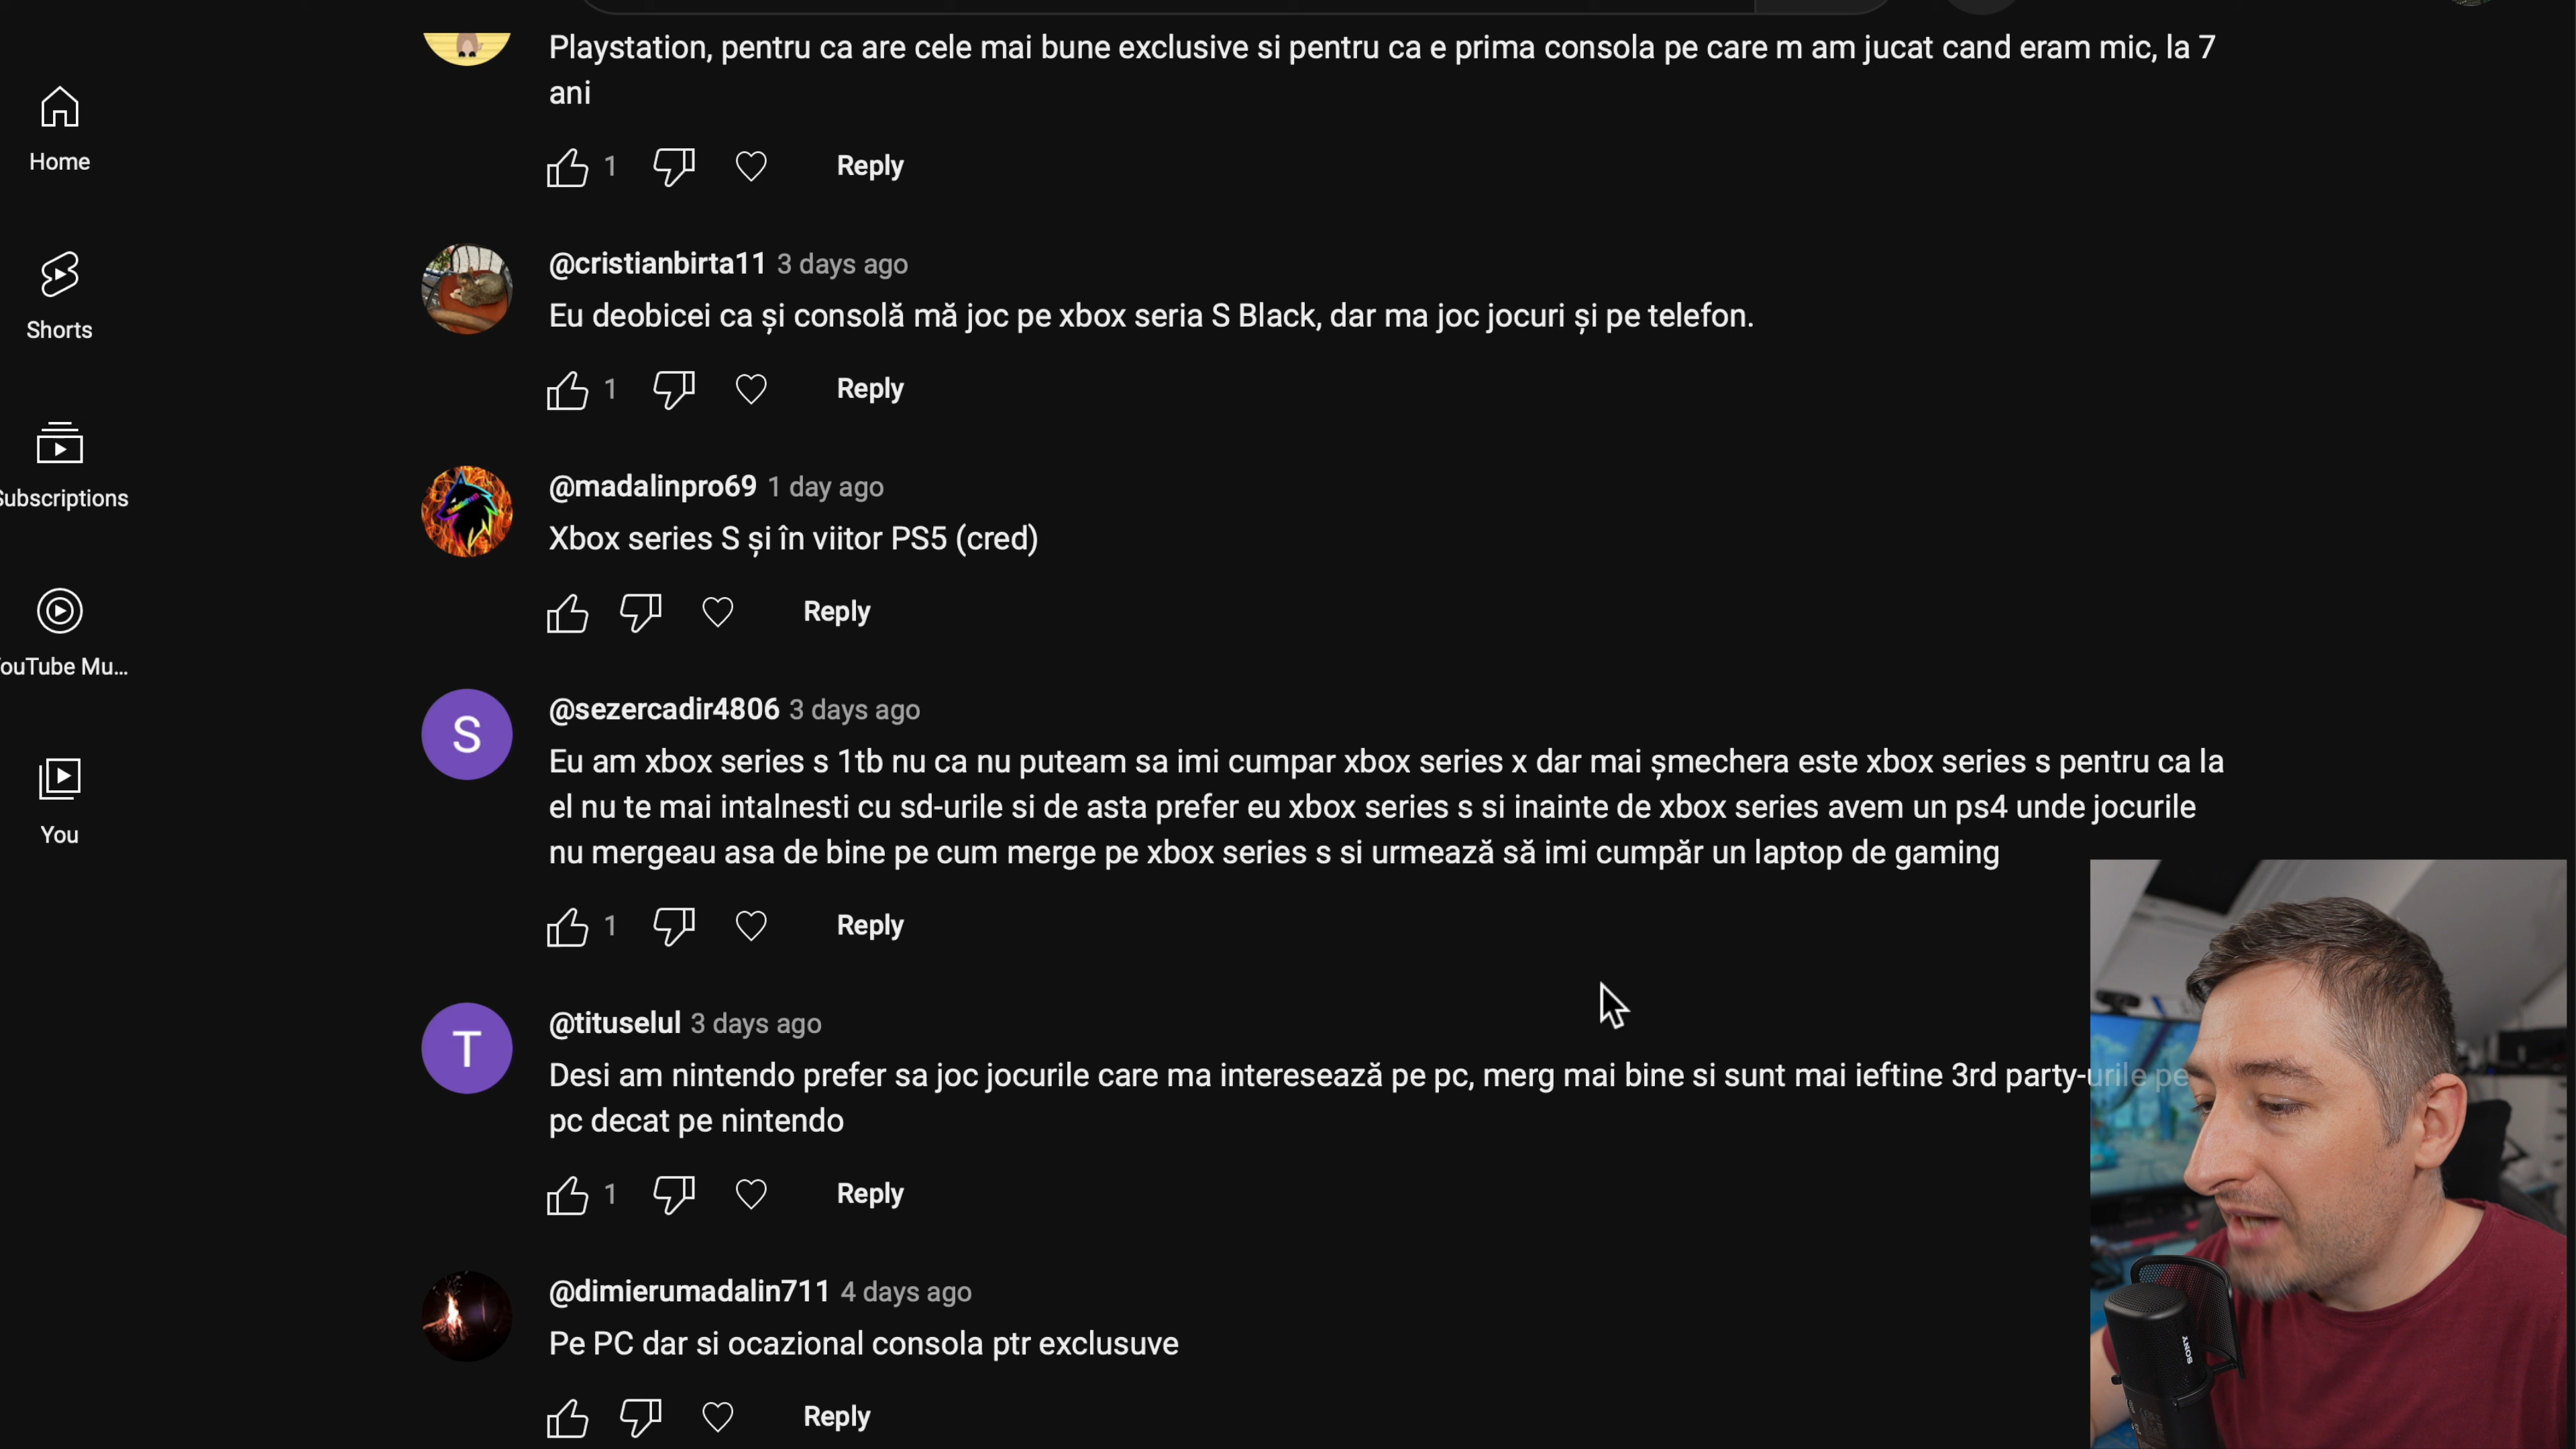 Playstation, pentru ca are cele mai bune exclusive si pentru ca e prima consola pe care m am jucat cand eram mic, la 7
ani
1 Reply
Home
@cristianbirta11 3 days ago
Eu deobicei ca și consolă mă joc pe xbox seria S Black, dar ma joc jocuri și pe telefon.
Shorts
1 Reply
@madalinpro69 1 day ago
Subscriptions
Xbox series S și în viitor PS5 (cred)
Reply
ouTube Mu...
S
@sezercadir4806 3 days ago
Eu am xbox series s 1tb nu ca nu puteam sa imi cumpar xbox series x dar mai șmechera este xbox series s pentru ca la
el nu te mai intalnesti cu sd-urile si de asta prefer eu xbox series s si inainte de xbox series avem un ps4 unde jocurile
You
nu mergeau asa de bine pe cum merge pe xbox series s si urmează să imi cumpăr un laptop de gaming
1 Reply
T
@tituselul 3 days ago
Desi am nintendo prefer sa joc jocurile care ma interesează pe pc, merg mai bine si sunt mai ieftine 3rd party-urile pe
pc decat pe nintendo
1 Reply
@dimierumadalin711 4 days ago
Pe PC dar si ocazional consola ptr exclusuve
SONY
Reply